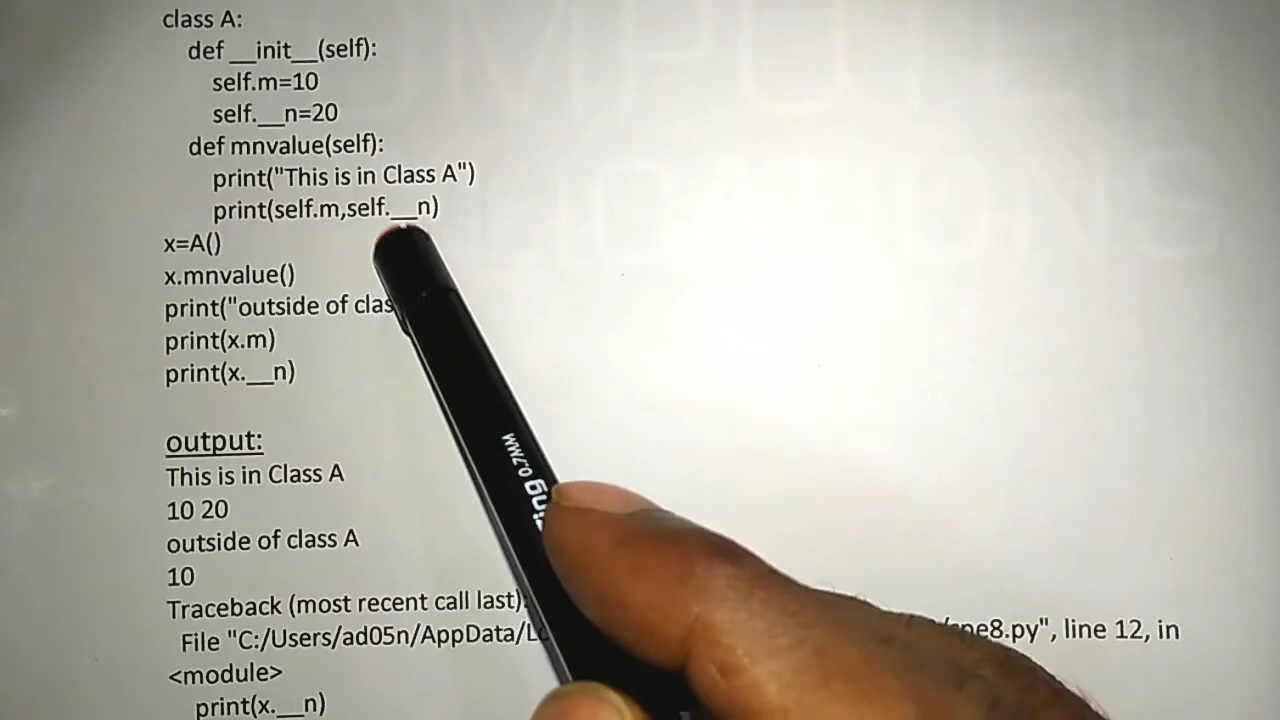 class A:
def __init__(self):
self.m=10
self.__n=20
def mnvalue(self):
print("This is in Class A")
print(self.m,self.__n)
x=A()
x.mnvalue()
print("outside of clas
print(x.m)
print(x.__n)
output:
This is in Class A
10 20
outside of class A
10
Traceback (most recent call last):
File "C:/Users/ad05n/AppData/L ne8.py", line 12, in
<module>
print(x.__n)
0.7MM